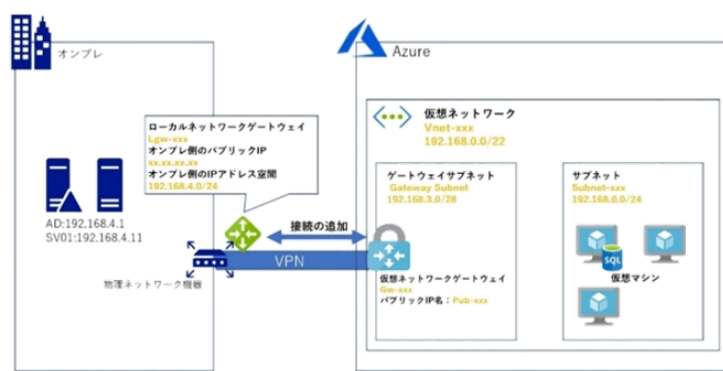 オンプレ
Azure
ローカルネットワークゲートウェイ
Lgw-xxx
オンプレ側のパブリックIP
xx.xx.xx.xx
オンプレ側のIPアドレス空間
192.168.4.0/24
仮想ネットワーク
Vnet-xxx
192.168.0.0/22
ゲートウェイサブネット
Gateway Subnet
192.168.3.0/28
サブネット
Subnet-xxx
192.168.0.0/24
AD:192.168.4.1
SV01:192.168.4.11
接続の追加
VPN
物理ネットワーク機器
仮想ネットワークゲートウェイ
Gw-xxx
パブリックIP名：Pub-xxx
SQL
仮想マシン